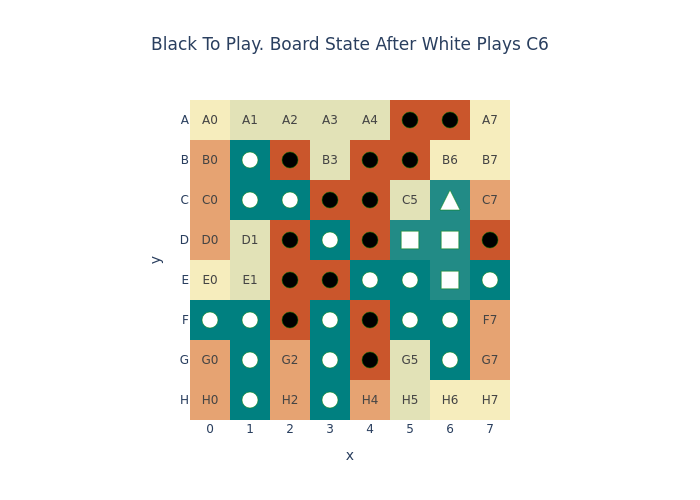 Black To Play. Board State After White Plays C6
A A0 A1 A2 A3 A4 A7
B B0 B3 B6 B7
C C0 C5 C7
D D0 D1
E E0 E1
F F7
G G0 G2 G5 G7
H H0 H2 H4 H5 H6 H7
0 1 2 3 4 5 6 7
x
y